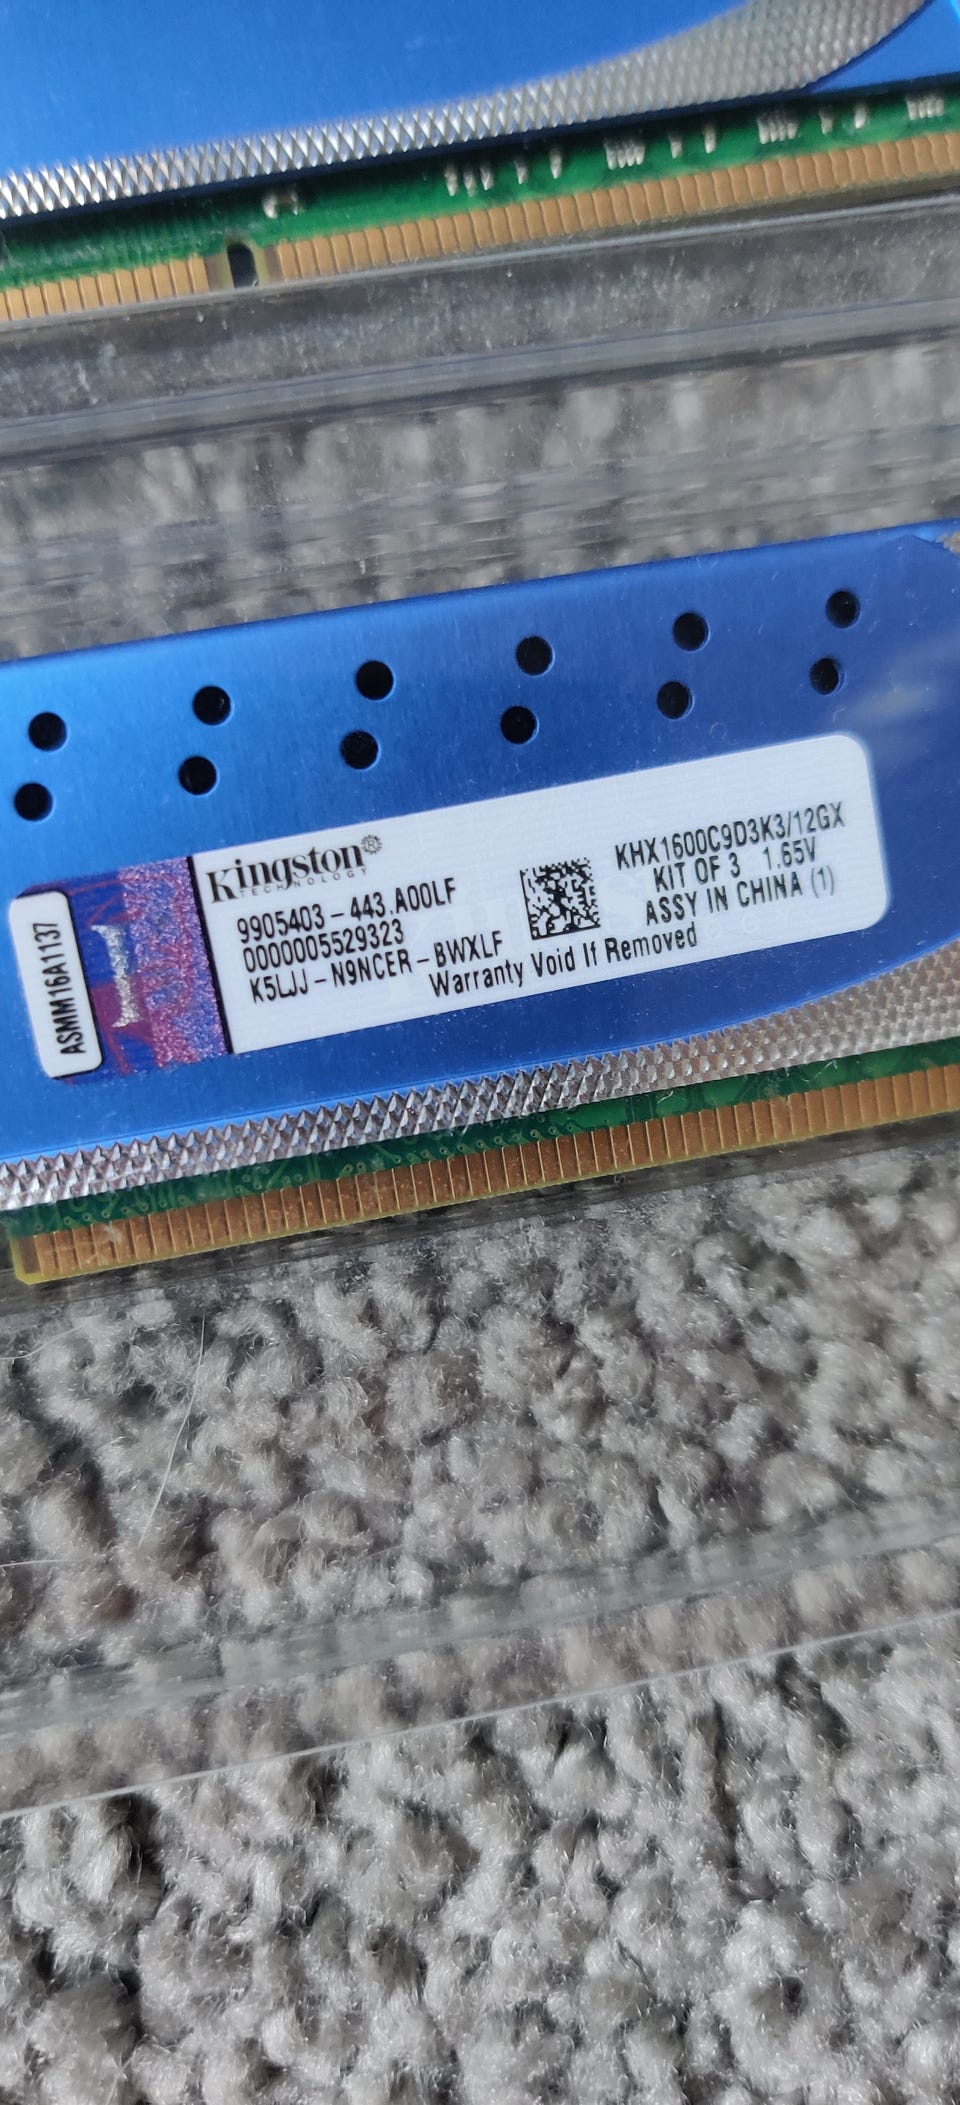 ASMM16A1137
Kingston®
TECHNOLOGY
9905403-443.A00LF
0000005529323
K5LJJ-N9NCER-BWXLF
Warranty Void If Removed
KHX1600C9D3K3/12GX
KIT OF 3 1.65V
ASSY IN CHINA (1)